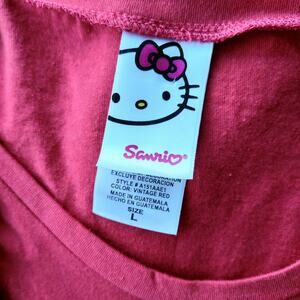 Sanrio
EXCLUYE DECORACION
STYLE # A151AAE1
COLOR: VINTAGE RED
MADE IN GUATEMALA
HECHO EN GUATEMALA
SIZE
L